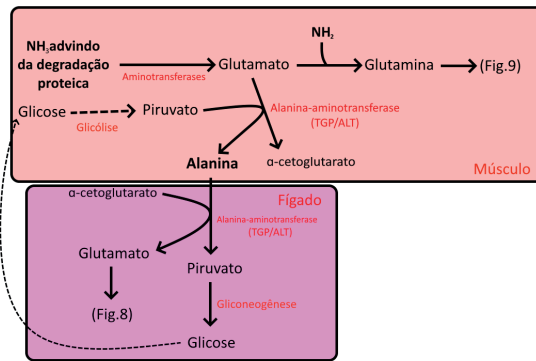 NH₃advindo
da degradação
proteica
Aminotransferases
Glutamato
NH₂
Glutamina
(Fig.9)
Glicose
Glicólise
Piruvato
Alanina-aminotransferase
(TGP/ALT)
Alanina
α-cetoglutarato
Músculo
α-cetoglutarato
Fígado
Alanina-aminotransferase
(TGP/ALT)
Glutamato
Piruvato
(Fig.8)
Gliconeogênese
Glicose